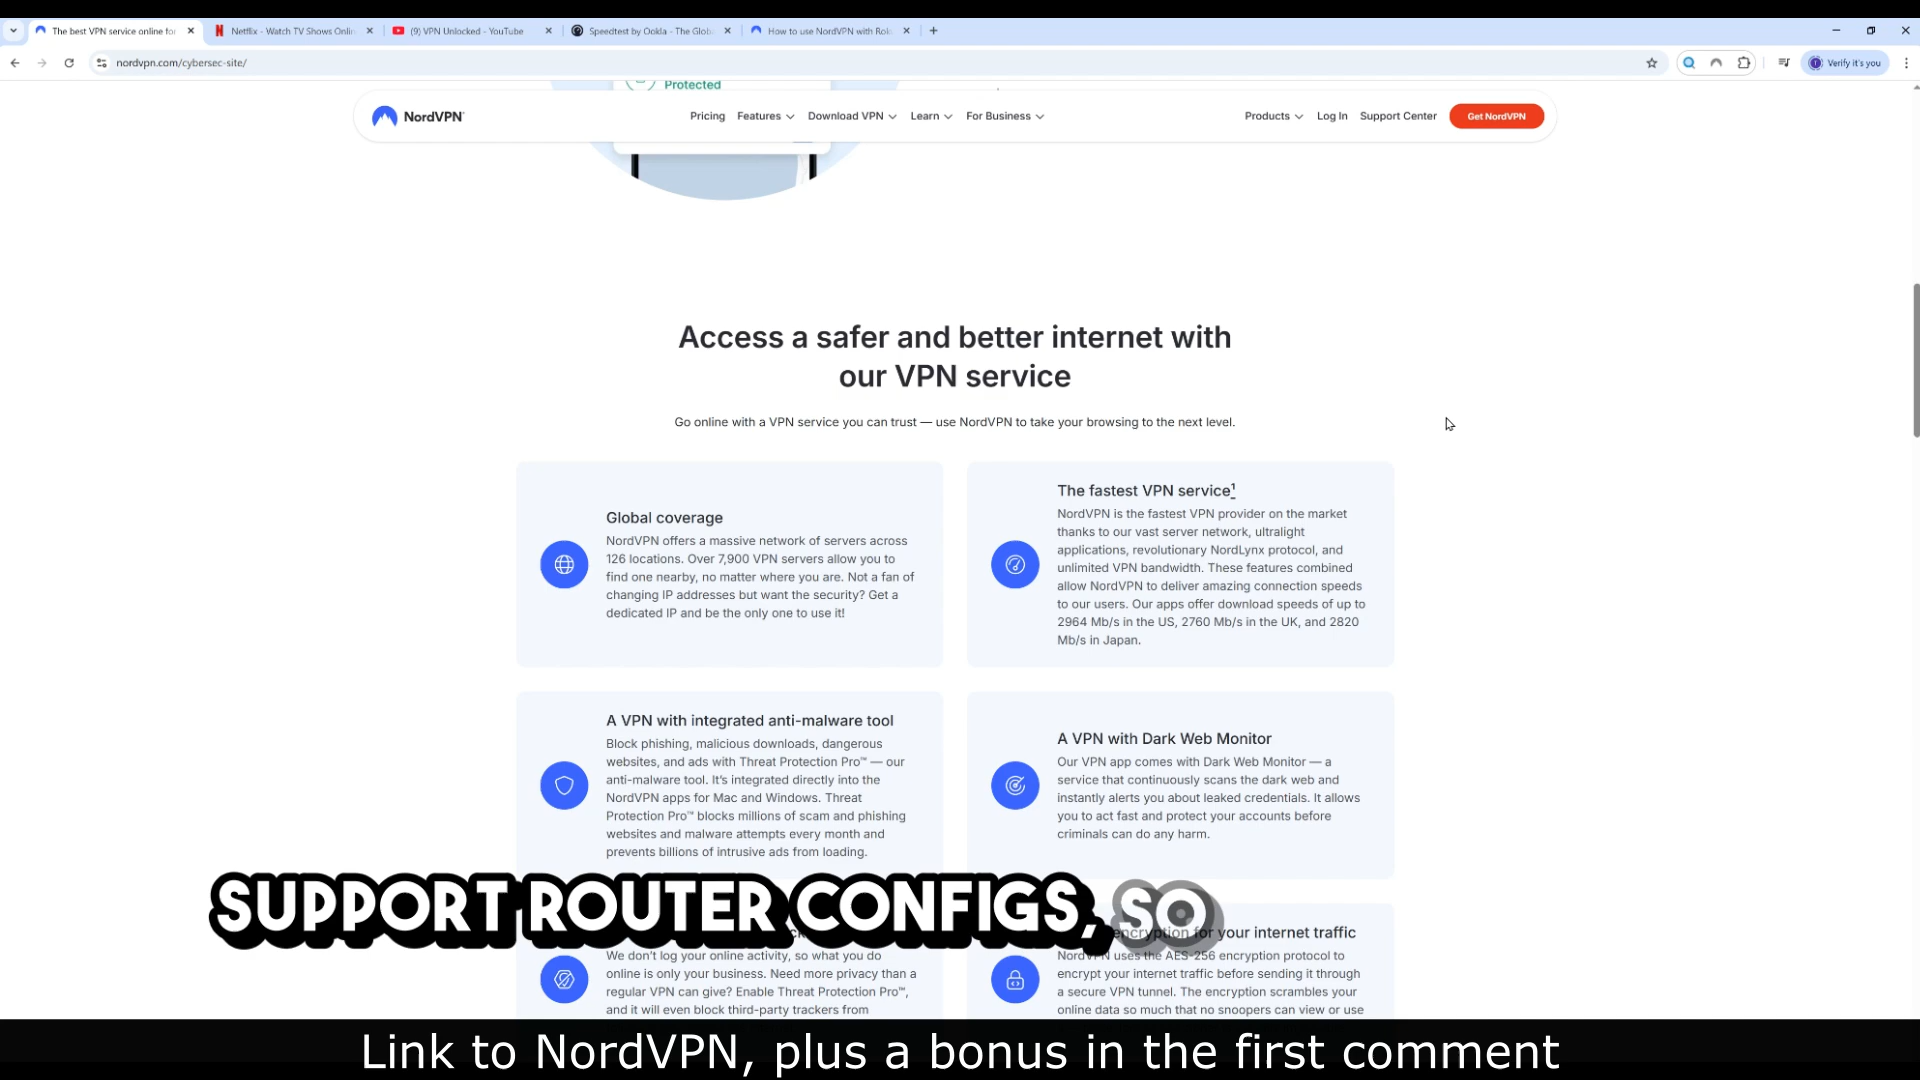 The best VPN service online for
Netflix - Watch TV Shows Onlin
(9) VPN Unlocked - YouTube
Speedtest by Ookla - The Globa
How to use NordVPN with Rok
nordvpn.com/cybersec-site/
Verify it's you
Protected
NordVPN
Pricing
Features
Download VPN
Learn
For Business
Products
Log In
Support Center
Get NordVPN
Access a safer and better internet with
our VPN service
Go online with a VPN service you can trust — use NordVPN to take your browsing to the next level.
Global coverage
NordVPN offers a massive network of servers across
126 locations. Over 7,900 VPN servers allow you to
find one nearby, no matter where you are. Not a fan of
changing IP addresses but want the security? Get a
dedicated IP and be the only one to use it!
The fastest VPN service¹
NordVPN is the fastest VPN provider on the market
thanks to our vast server network, ultralight
applications, revolutionary NordLynx protocol, and
unlimited VPN bandwidth. These features combined
allow NordVPN to deliver amazing connection speeds
to our users. Our apps offer download speeds of up to
2964 Mb/s in the US, 2760 Mb/s in the UK, and 2820
Mb/s in Japan.
A VPN with integrated anti-malware tool
Block phishing, malicious downloads, dangerous
websites, and ads with Threat Protection Pro™ — our
anti-malware tool. It's integrated directly into the
NordVPN apps for Mac and Windows. Threat
Protection Pro™ blocks millions of scam and phishing
websites and malware attempts every month and
prevents billions of intrusive ads from loading.
A VPN with Dark Web Monitor
Our VPN app comes with Dark Web Monitor — a
service that continuously scans the dark web and
instantly alerts you about leaked credentials. It allows
you to act fast and protect your accounts before
criminals can do any harm.
SUPPORT ROUTER CONFIGS, SO
We don't log your online activity, so what you do
online is only your business. Need more privacy than a
regular VPN can give? Enable Threat Protection Pro™,
and it will even block third-party trackers from
encryption for your internet traffic
NordVPN uses the AES-256 encryption protocol to
encrypt your internet traffic before sending it through
a secure VPN tunnel. The encryption scrambles your
online data so much that no snoopers can view or use
Link to NordVPN, plus a bonus in the first comment